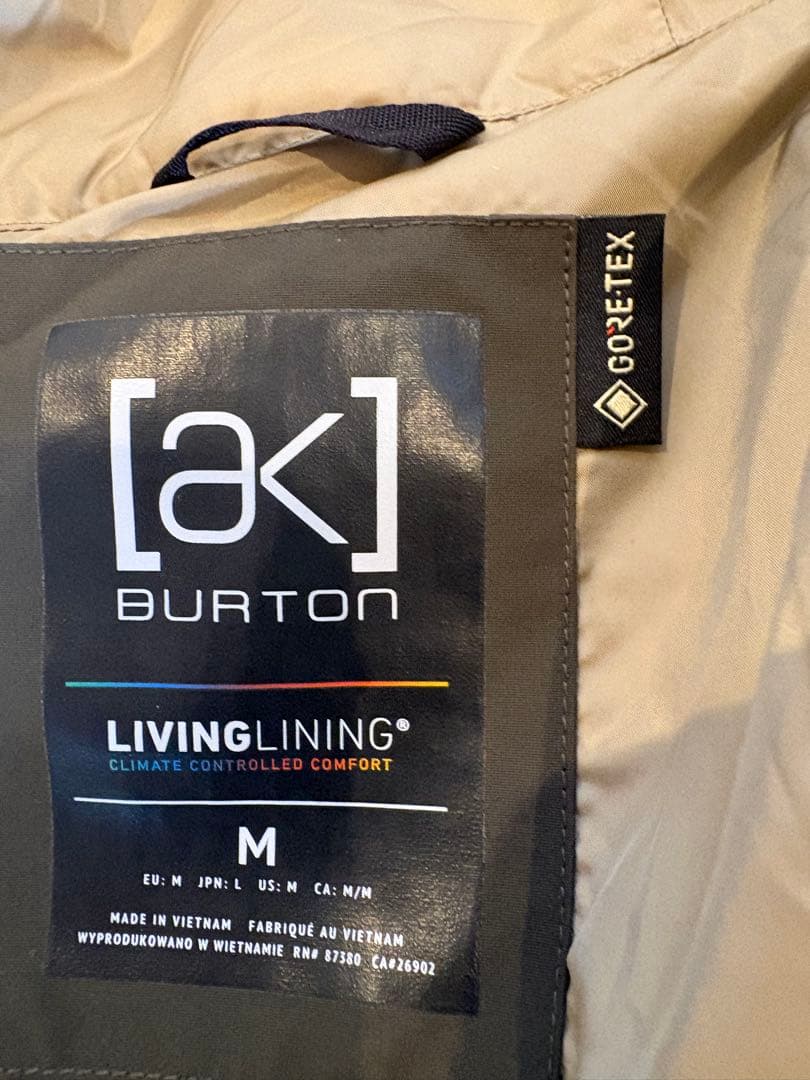 GORE-TEX
[ak]
BURTON
LIVINGLINING®
CLIMATE CONTROLLED COMFORT
M
EU: M JPN: L US: M CA: M/M
MADE IN VIETNAM FABRIQUÉ AU VIETNAM
WYPRODUKOWANO W WIETNAMIE RN# 87380 CA#26902